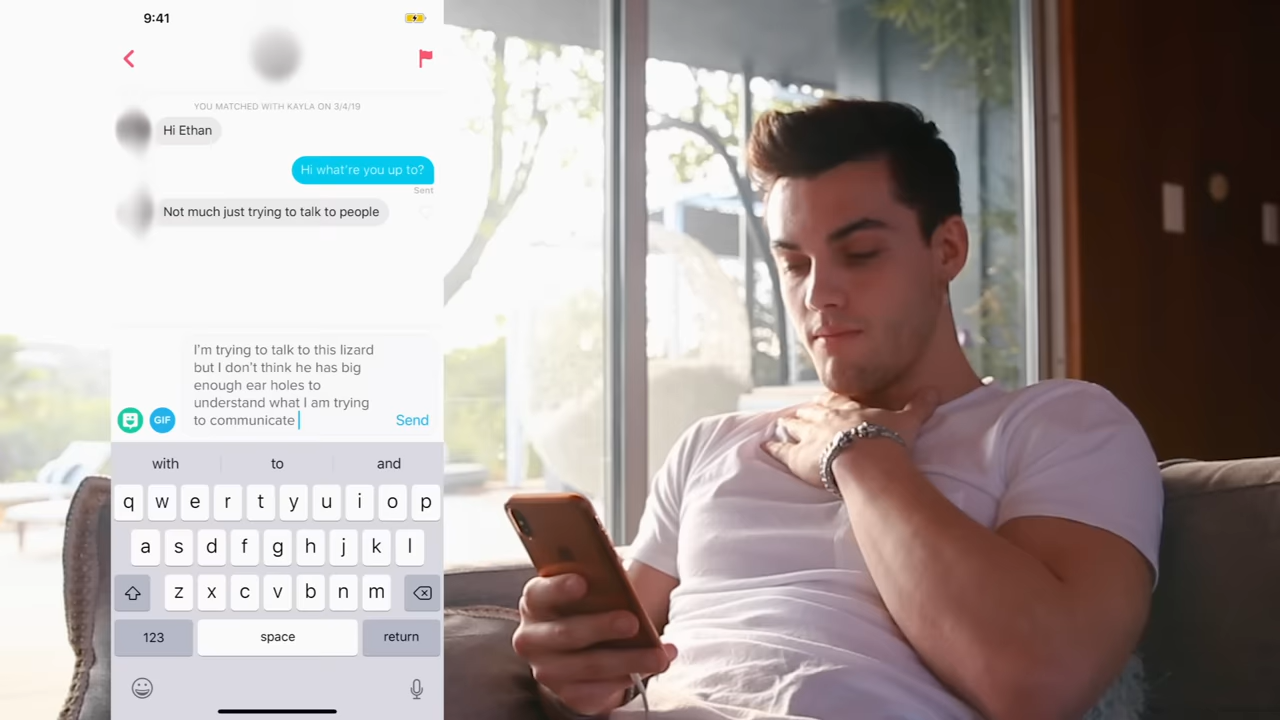 9:41
YOU MATCHED WITH KAYLA ON 3/4/19
Hi Ethan
Hi what're you up to?
Sent
Not much just trying to talk to people
I'm trying to talk to this lizard
but I don't think he has big
enough ear holes to
understand what I am trying
to communicate
GIF
Send
with to and
q w e r t y u i o p
a s d f g h j k l
z x c v b n m
123 space return